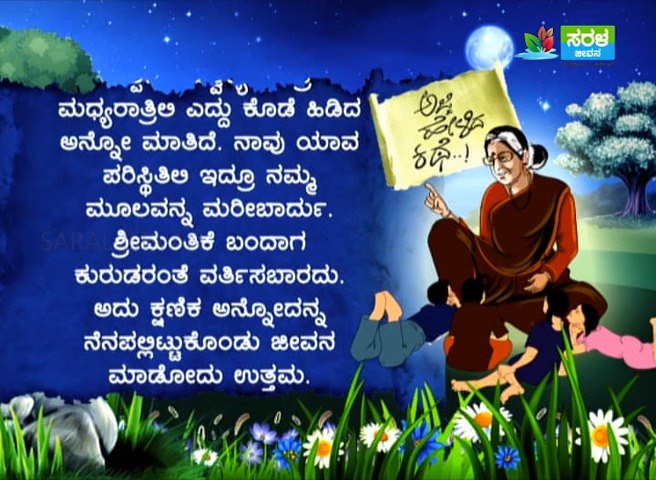 ಸರಳ
ಜೀವನ
ಅಜ್ಜಿ
ಹೇಳಿದ
ಕಥೆ..!
ಮಧ್ಯರಾತ್ರಿಲಿ ಎದ್ದು ಕೊಡೆ ಹಿಡಿದ
ಅನ್ನೋ ಮಾತಿದೆ. ನಾವು ಯಾವ
ಪರಿಸ್ಥಿತಿಲಿ ಇದ್ರೂ ನಮ್ಮ
ಮೂಲವನ್ನ ಮರೀಬಾರ್ದು.
ಶ್ರೀಮಂತಿಕೆ ಬಂದಾಗ
ಕುರುಡರಂತೆ ವರ್ತಿಸಬಾರದು.
ಅದು ಕ್ಷಣಿಕ ಅನ್ನೋದನ್ನ
ನೆನಪಲ್ಲಿಟ್ಟುಕೊಂಡು ಜೀವನ
ಮಾಡೋದು ಉತ್ತಮ.